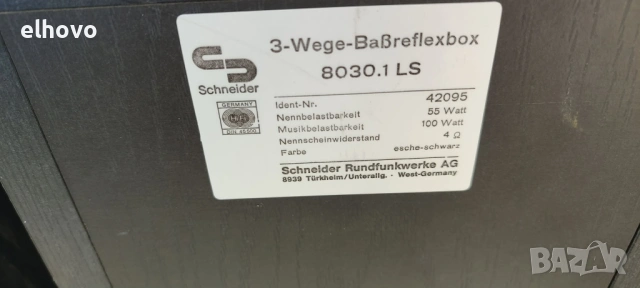 elhovo
3-Wege-Baßreflexbox
8030.1 LS
Schneider
GERMANY
DIN 45500
Ident-Nr. 42095
Nennbelastbarkeit 55 Watt
Musikbelastbarkeit 100 Watt
Nennscheinwiderstand 4 Ω
Farbe esche-schwarz
Schneider Rundfunkwerke AG
8939 Türkheim/Unterallg. · West-Germany
BAZAR